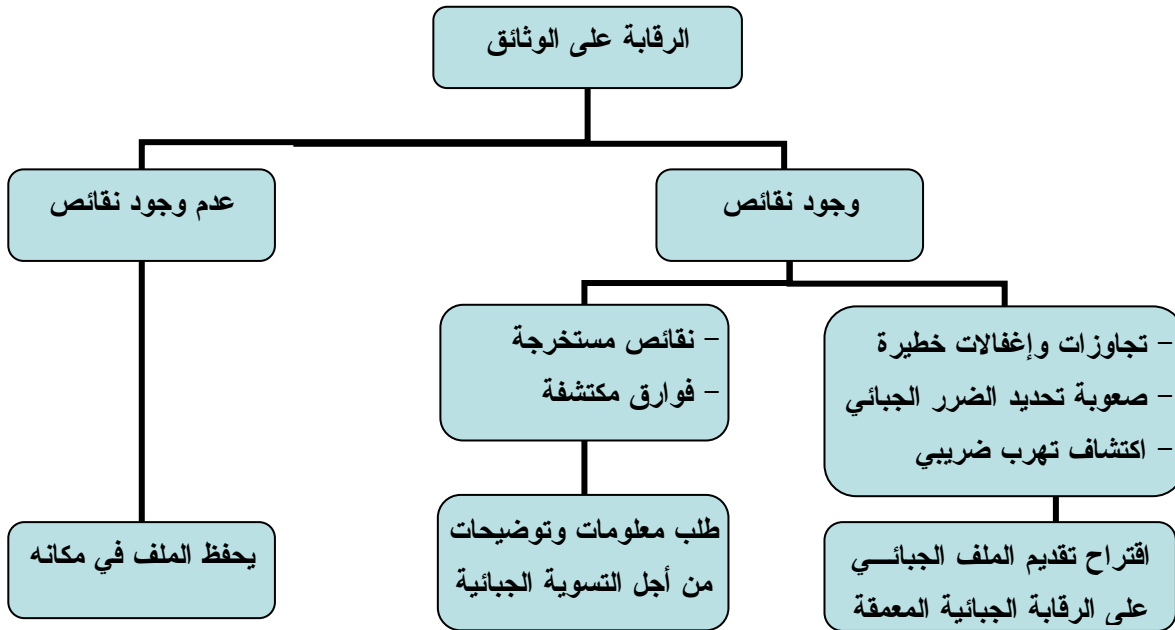 الرقابة على الوثائق
وجود نقائص
عدم وجود نقائص
– تجاوزات وإغفالات خطيرة
– صعوبة تحديد الضرر الجبائي
– اكتشاف تهرب ضريبي
– نقائص مستخرجة
– فوارق مكتشفة
اقتراح تقديم الملف الجبائـــي
على الرقابة الجبائية المعمقة
طلب معلومات وتوضيحات
من أجل التسوية الجبائية
يحفظ الملف في مكانه